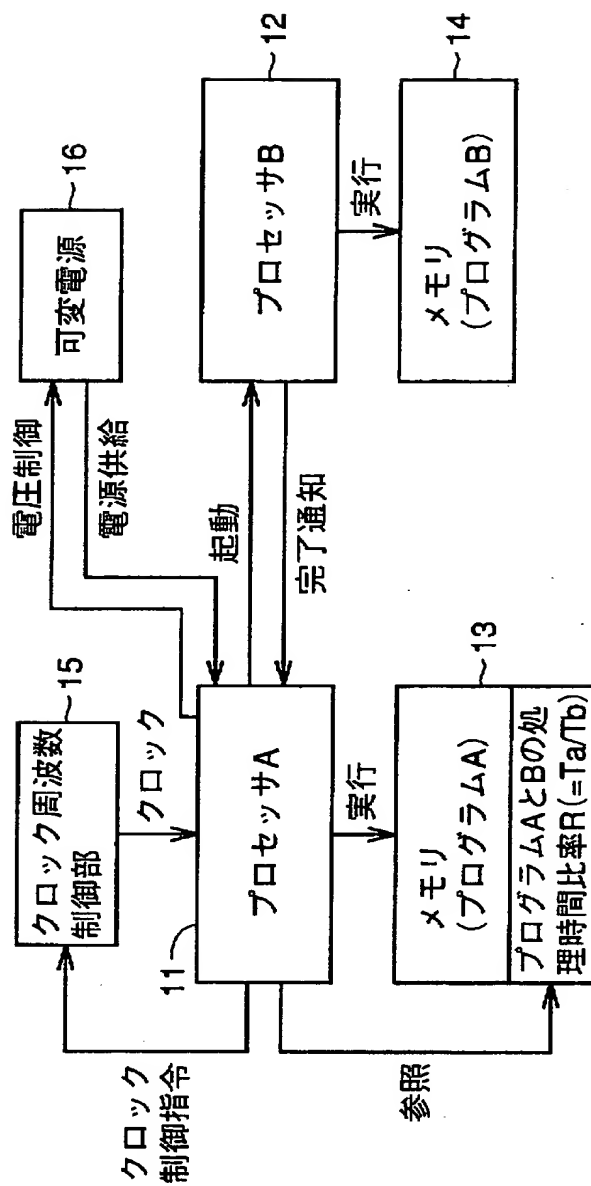 クロック
制御指令
クロック周波数
制御部
15
クロック
電圧制御
電源供給
可変電源
16
11
プロセッサA
起動
完了通知
プロセッサB
12
参照
実行
実行
メモリ
(プログラムA)
13
プログラムAとBの処
理時間比率R(=Ta/Tb)
メモリ
(プログラムB)
14